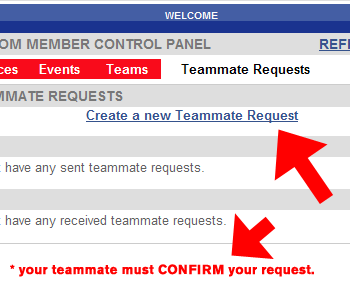 WELCOME
OM MEMBER CONTROL PANEL REF
ces Events Teams Teammate Requests
MMATE REQUESTS
Create a new Teammate Request
have any sent teammate requests.
have any received teammate requests.
* your teammate must CONFIRM your request.